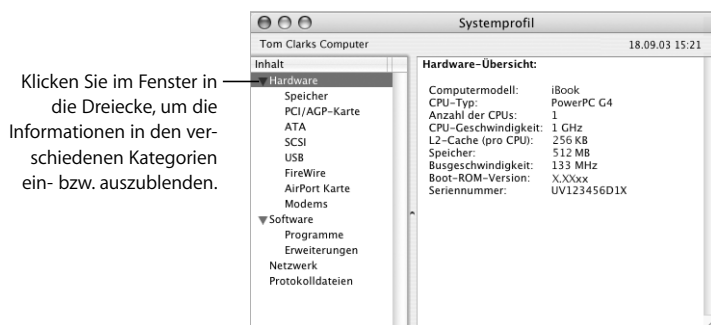 Systemprofil
Tom Clarks Computer 18.09.03 15:21
Klicken Sie im Fenster in
die Dreiecke, um die
Informationen in den ver-
schiedenen Kategorien
ein- bzw. auszublenden.
Inhalt
Hardware
Speicher
PCI/AGP-Karte
ATA
SCSI
USB
FireWire
AirPort Karte
Modems
Software
Programme
Erweiterungen
Netzwerk
Protokolldateien
Hardware-Übersicht:
Computermodell: iBook
CPU-Typ: PowerPC G4
Anzahl der CPUs: 1
CPU-Geschwindigkeit: 1 GHz
L2-Cache (pro CPU): 256 KB
Speicher: 512 MB
Busgeschwindigkeit: 133 MHz
Boot-ROM-Version: X.XXxx
Seriennummer: UV123456D1X